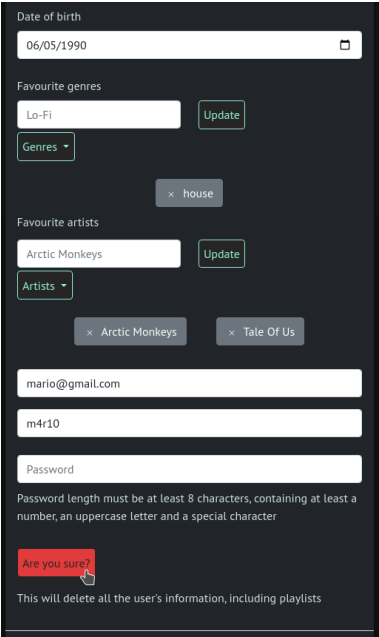 Date of birth
06/05/1990
Favourite genres
Lo-Fi
Update
Genres
× house
Favourite artists
Arctic Monkeys
Update
Artists
× Arctic Monkeys
× Tale Of Us
mario@gmail.com
m4r10
Password
Password length must be at least 8 characters, containing at least a
number, an uppercase letter and a special character
Are you sure?
This will delete all the user's information, including playlists